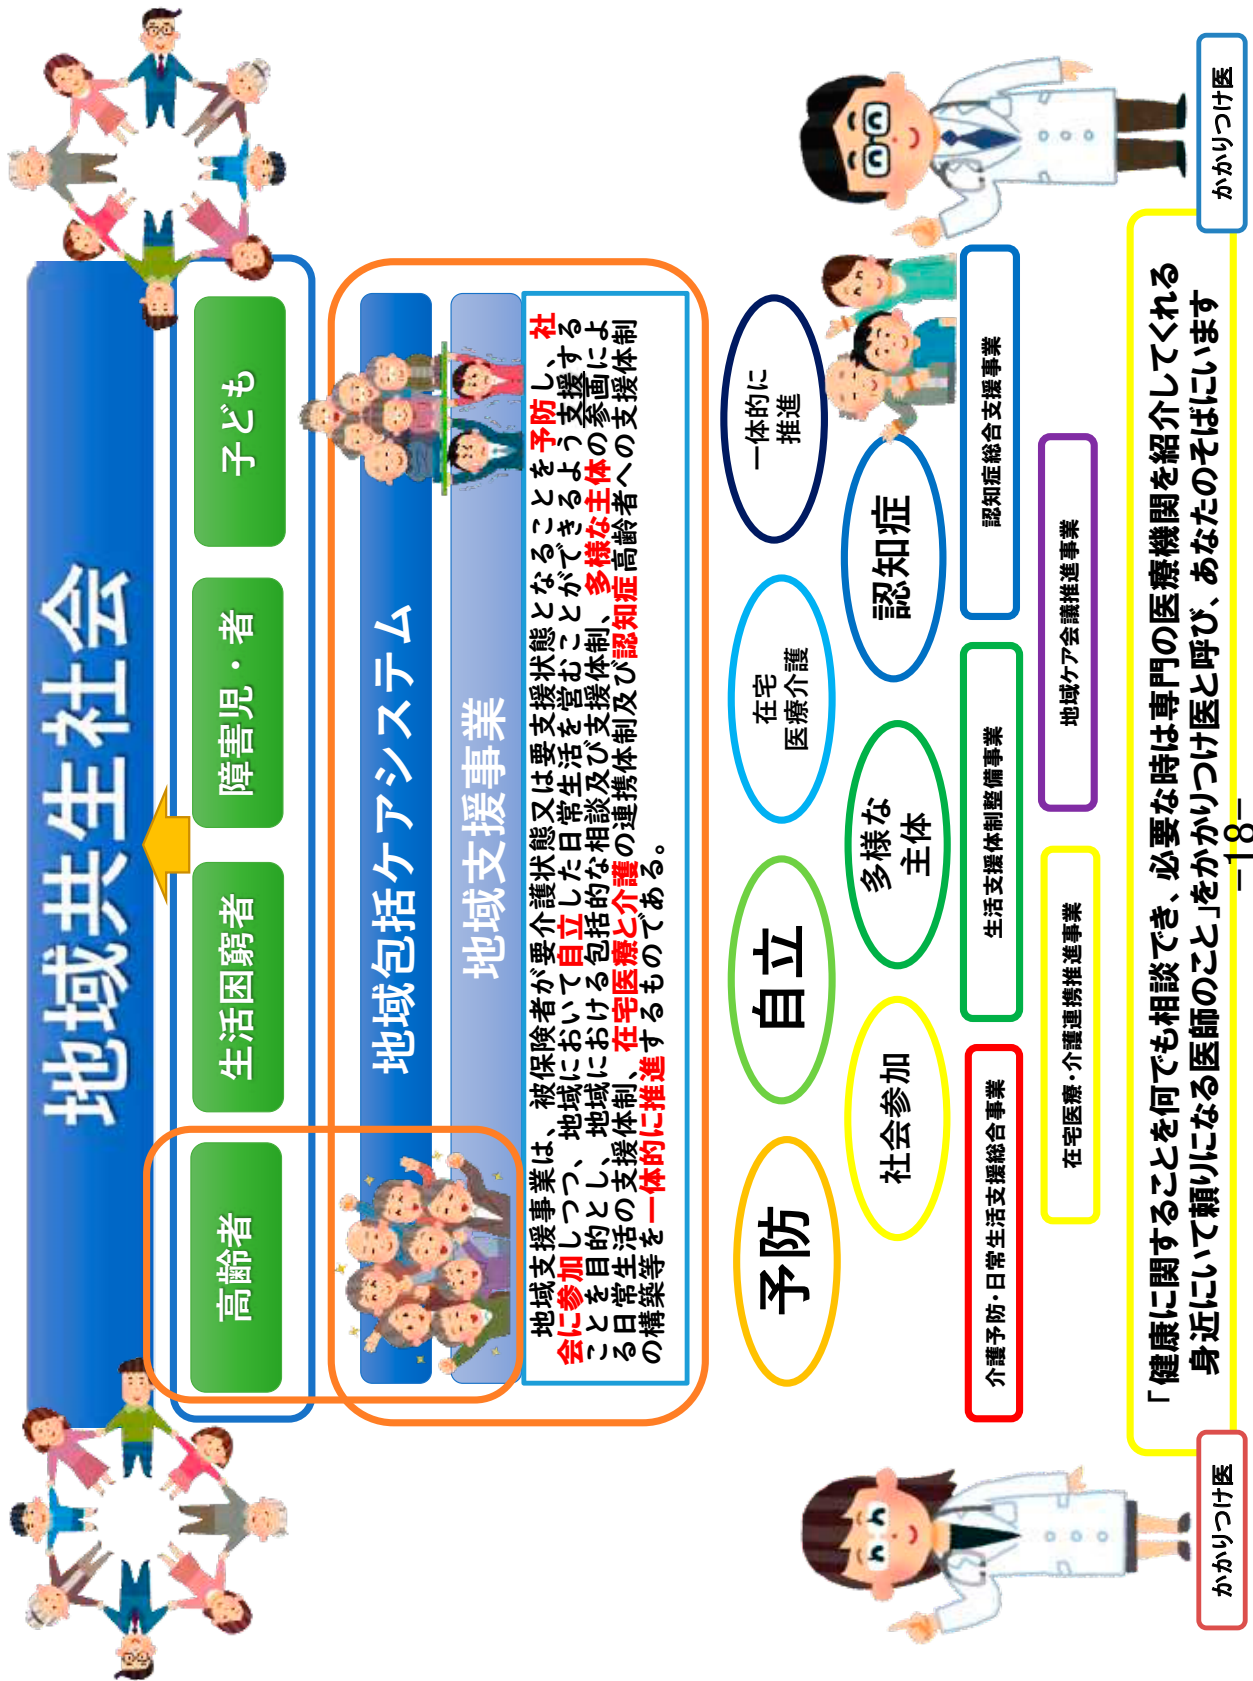 地域共生社会
高齢者
生活困窮者
障害児・者
子ども
地域包括ケアシステム
地域支援事業
地域支援事業は、被保険者が要介護状態又は要支援状態となることを予防し、社
会に参加しつつ、地域において自立した日常生活を営むことができるよう支援する
ことを目的とし、地域における包括的な相談及び支援体制、多様な主体の参画によ
る日常生活の支援体制、在宅医療と介護の連携体制及び認知症高齢者への支援体制
の構築等を一体的に推進するものである。
予防
自立
在宅
医療介護
一体的に
推進
社会参加
多様な
主体
認知症
介護予防・日常生活支援総合事業
生活支援体制整備事業
認知症総合支援事業
在宅医療・介護連携推進事業
地域ケア会議推進事業
「健康に関することを何でも相談でき、必要な時は専門の医療機関を紹介してくれる
身近にいて頼りになる医師のこと」をかかりつけ医と呼び、あなたのそばにいます
かかりつけ医
かかりつけ医
-18-